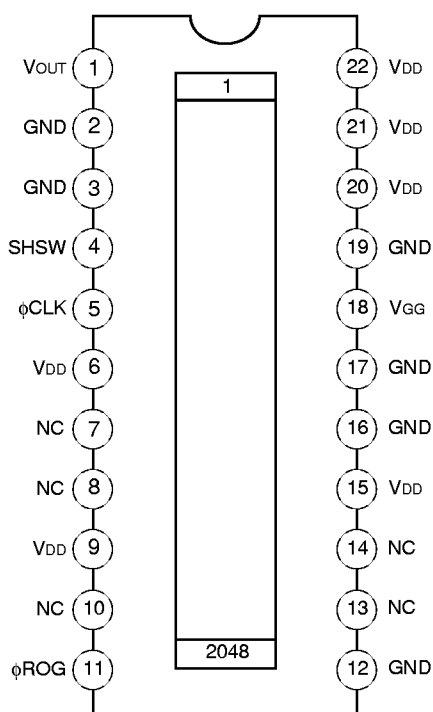 VOUT 1 1 22 VDD
GND 2 21 VDD
GND 3 20 VDD
SHSW 4 19 GND
ϕCLK 5 18 VGG
VDD 6 17 GND
NC 7 16 GND
NC 8 15 VDD
VDD 9 14 NC
NC 10 13 NC
ϕROG 11 2048 12 GND